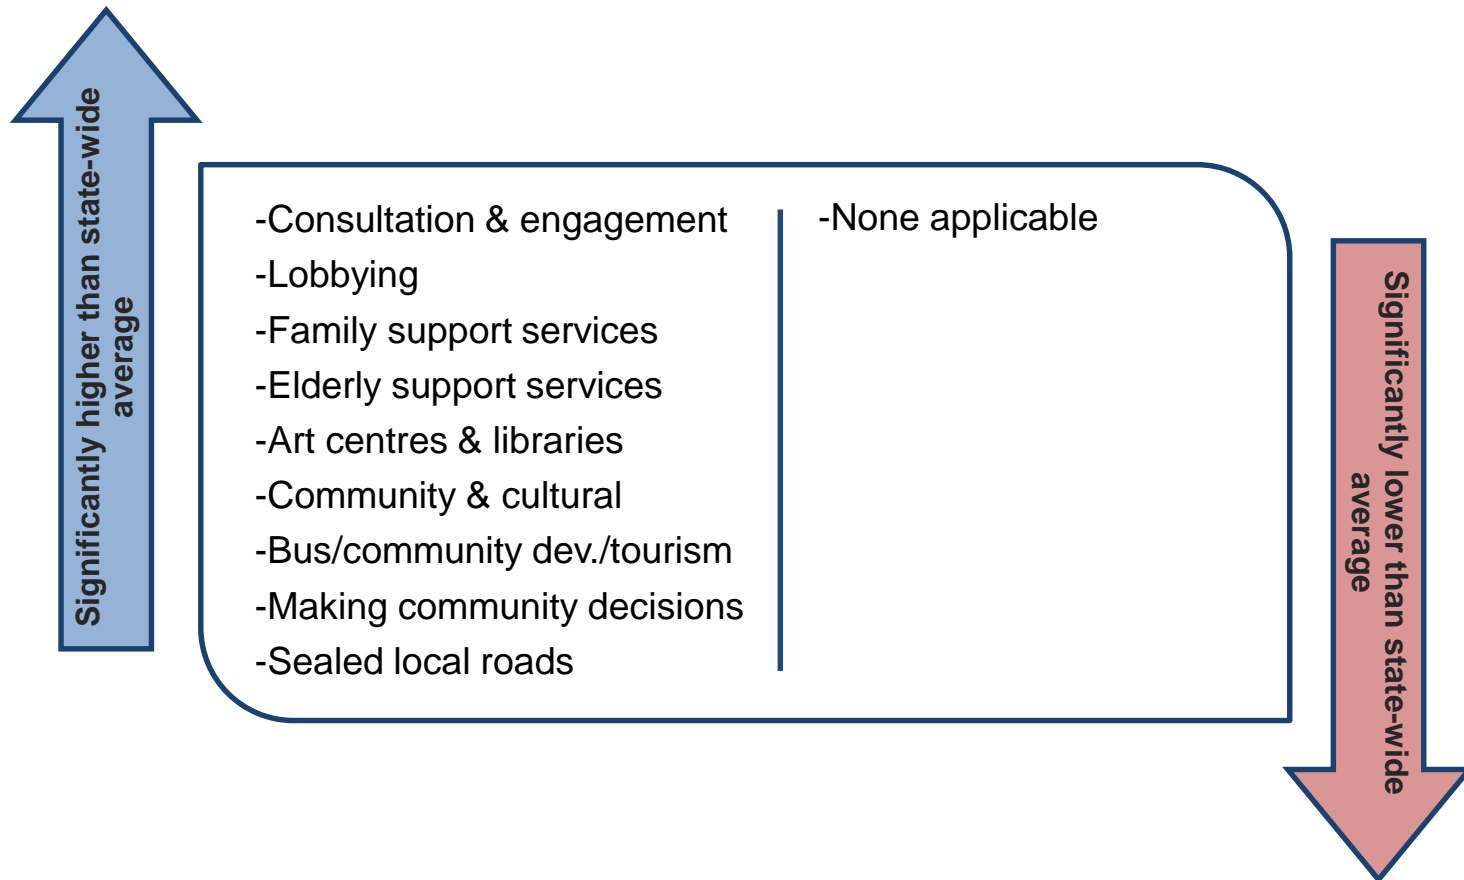 Significantly higher than state-wide
average
-Consultation & engagement
-Lobbying
-Family support services
-Elderly support services
-Art centres & libraries
-Community & cultural
-Bus/community dev./tourism
-Making community decisions
-Sealed local roads
-None applicable
Significantly lower than state-wide
average